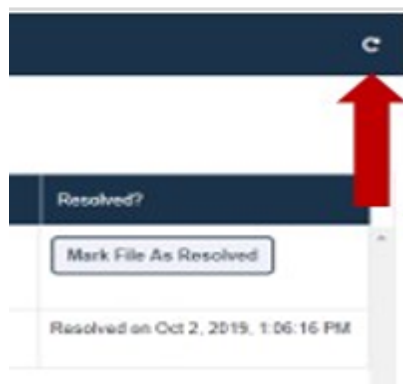 Resolved?
Mark File As Resolved
Resolved on Oct 2, 2019, 1:06:16 PM